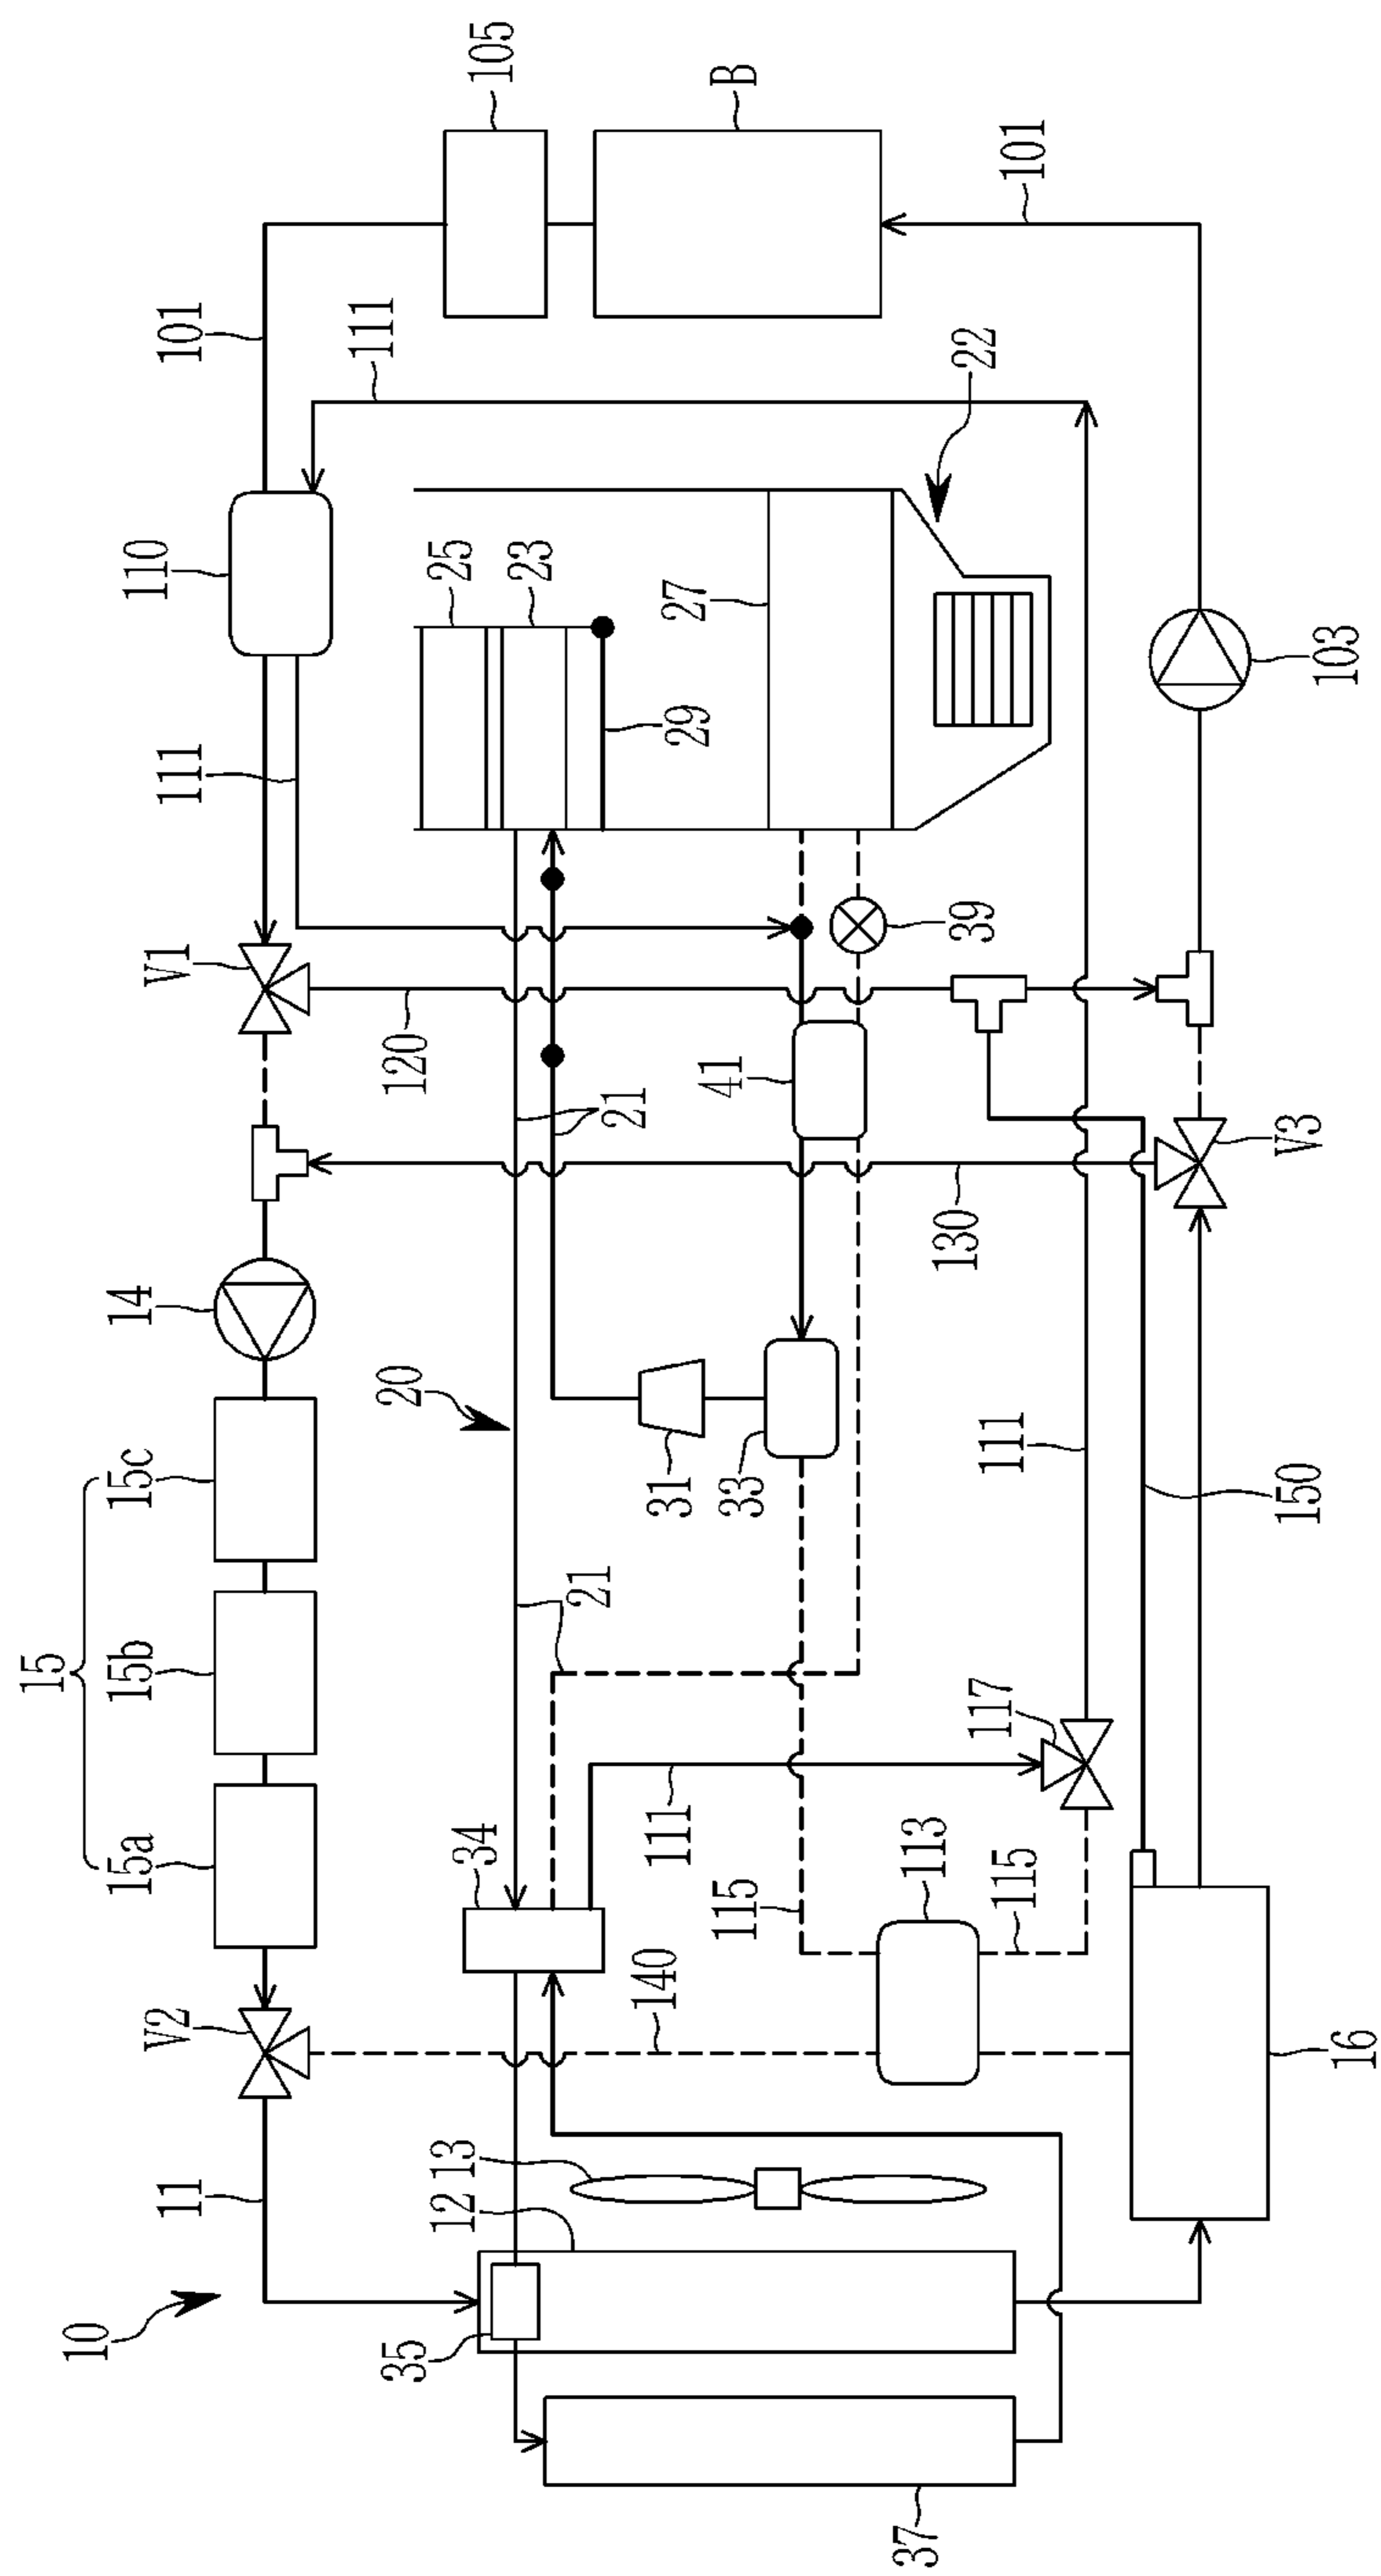 15
10
15a 15b 15c 14 110
11 V2 V1 111 101
35 20 120 111
12 13 34 25 23 105
21 21
140 111 31 29 27
115 33 41 B
37 113 117 130 39 22
115 111 101
16 150 V3 103